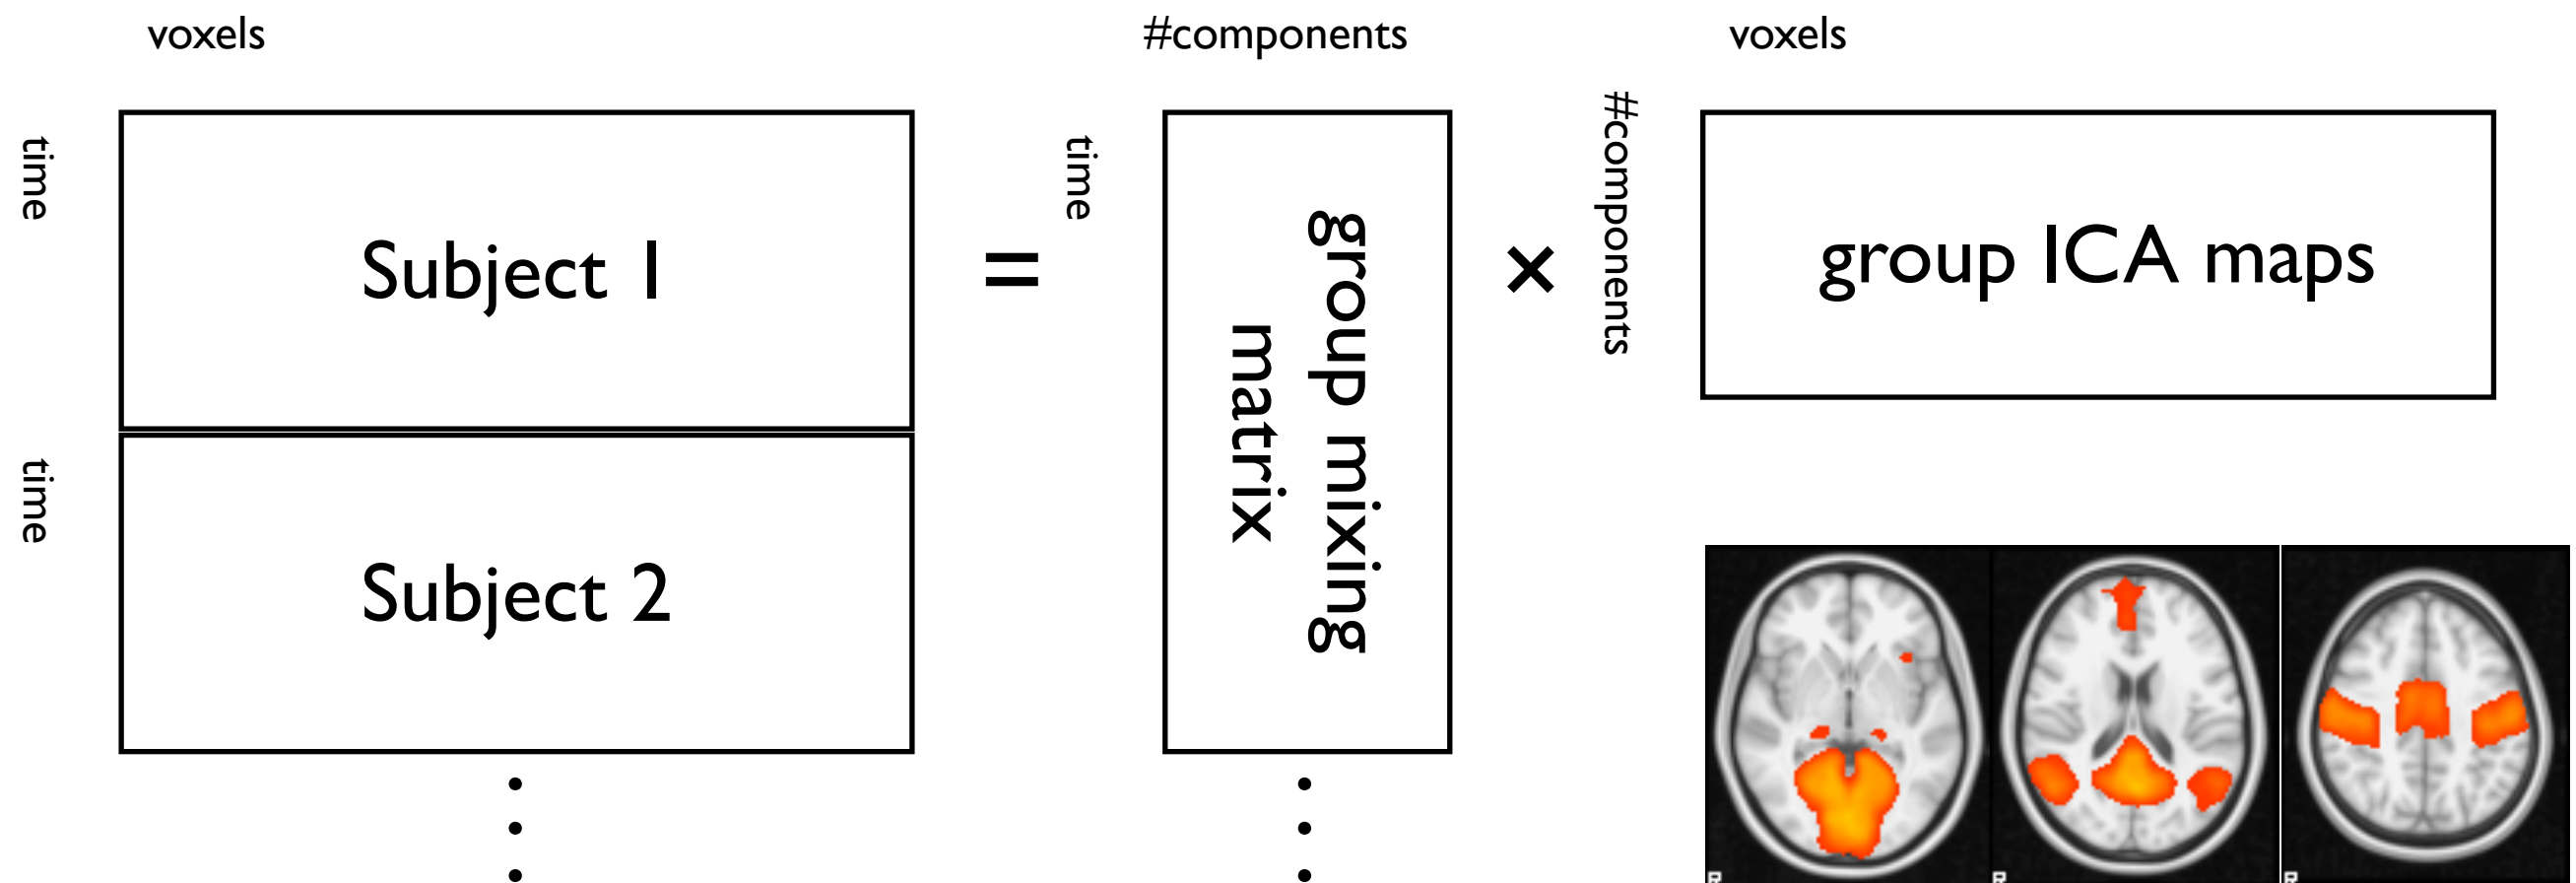 voxels
#components
voxels
time
Subject 1
=
time
group mixing
matrix
×
#components
group ICA maps
time
Subject 2
R
R
R